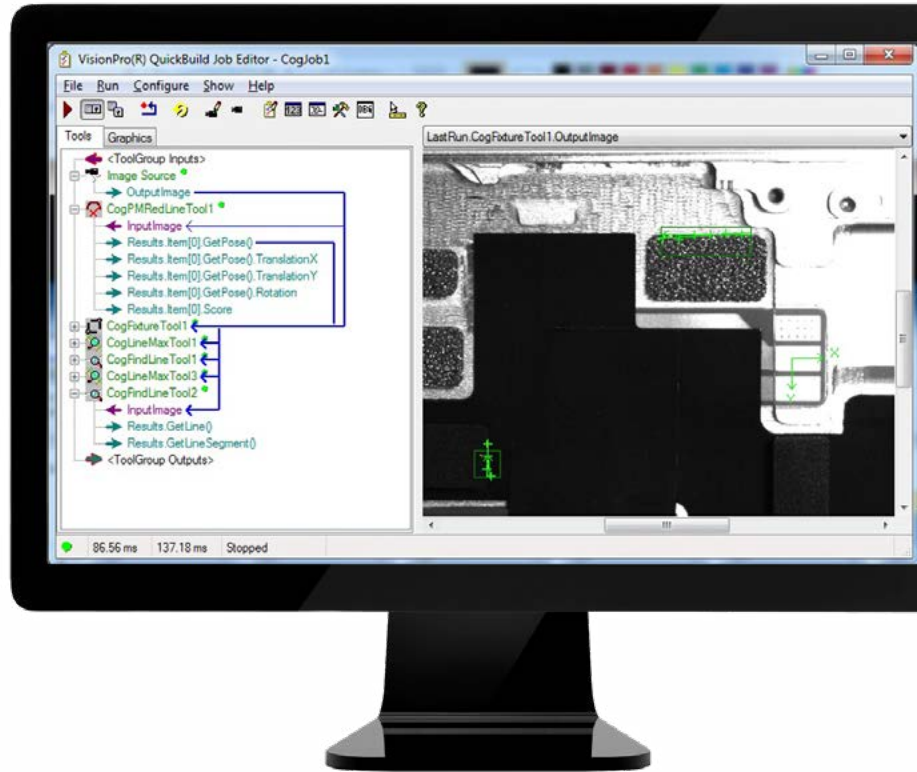 VisionPro(R) QuickBuild Job Editor - CogJob1
File Run Configure Show Help
Tools Graphics
LastRun.CogFixtureTool1.OutputImage
<ToolGroup Inputs>
Image Source
OutputImage
CogPMRedLineTool1
InputImage
Results.Item[0].GetPose()
Results.Item[0].GetPose().TranslationX
Results.Item[0].GetPose().TranslationY
Results.Item[0].GetPose().Rotation
Results.Item[0].Score
CogFixtureTool1
CogLineMaxTool1
CogFindLineTool1
CogLineMaxTool3
CogFindLineTool2
InputImage
Results.GetLine()
Results.GetLineSegment()
<ToolGroup Outputs>
X
Y
86.56 ms 137.18 ms Stopped